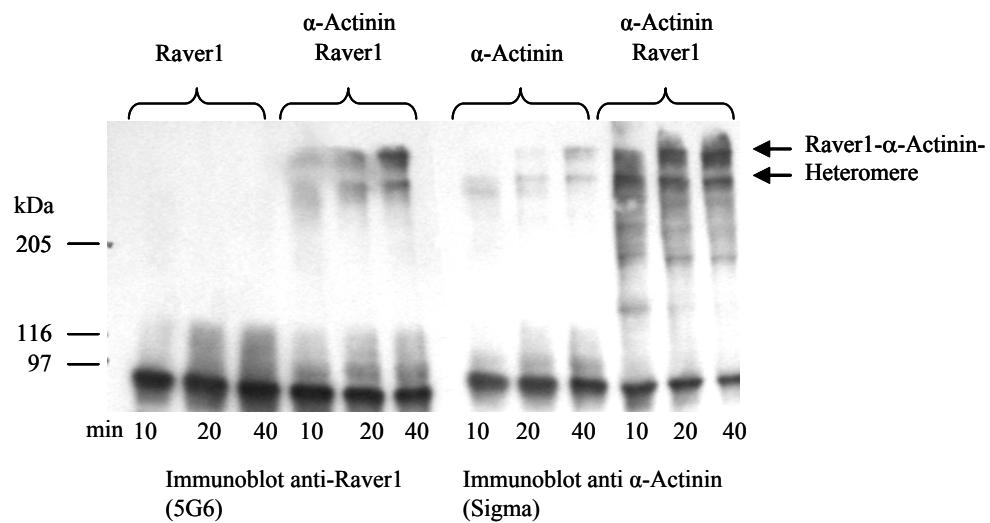 Raver1
α-Actinin
Raver1
α-Actinin
α-Actinin
Raver1
Raver1-α-Actinin-
Heteromere
kDa
205
116
97
min 10 20 40 10 20 40 10 20 40 10 20 40
Immunoblot anti-Raver1
(5G6)
Immunoblot anti α-Actinin
(Sigma)